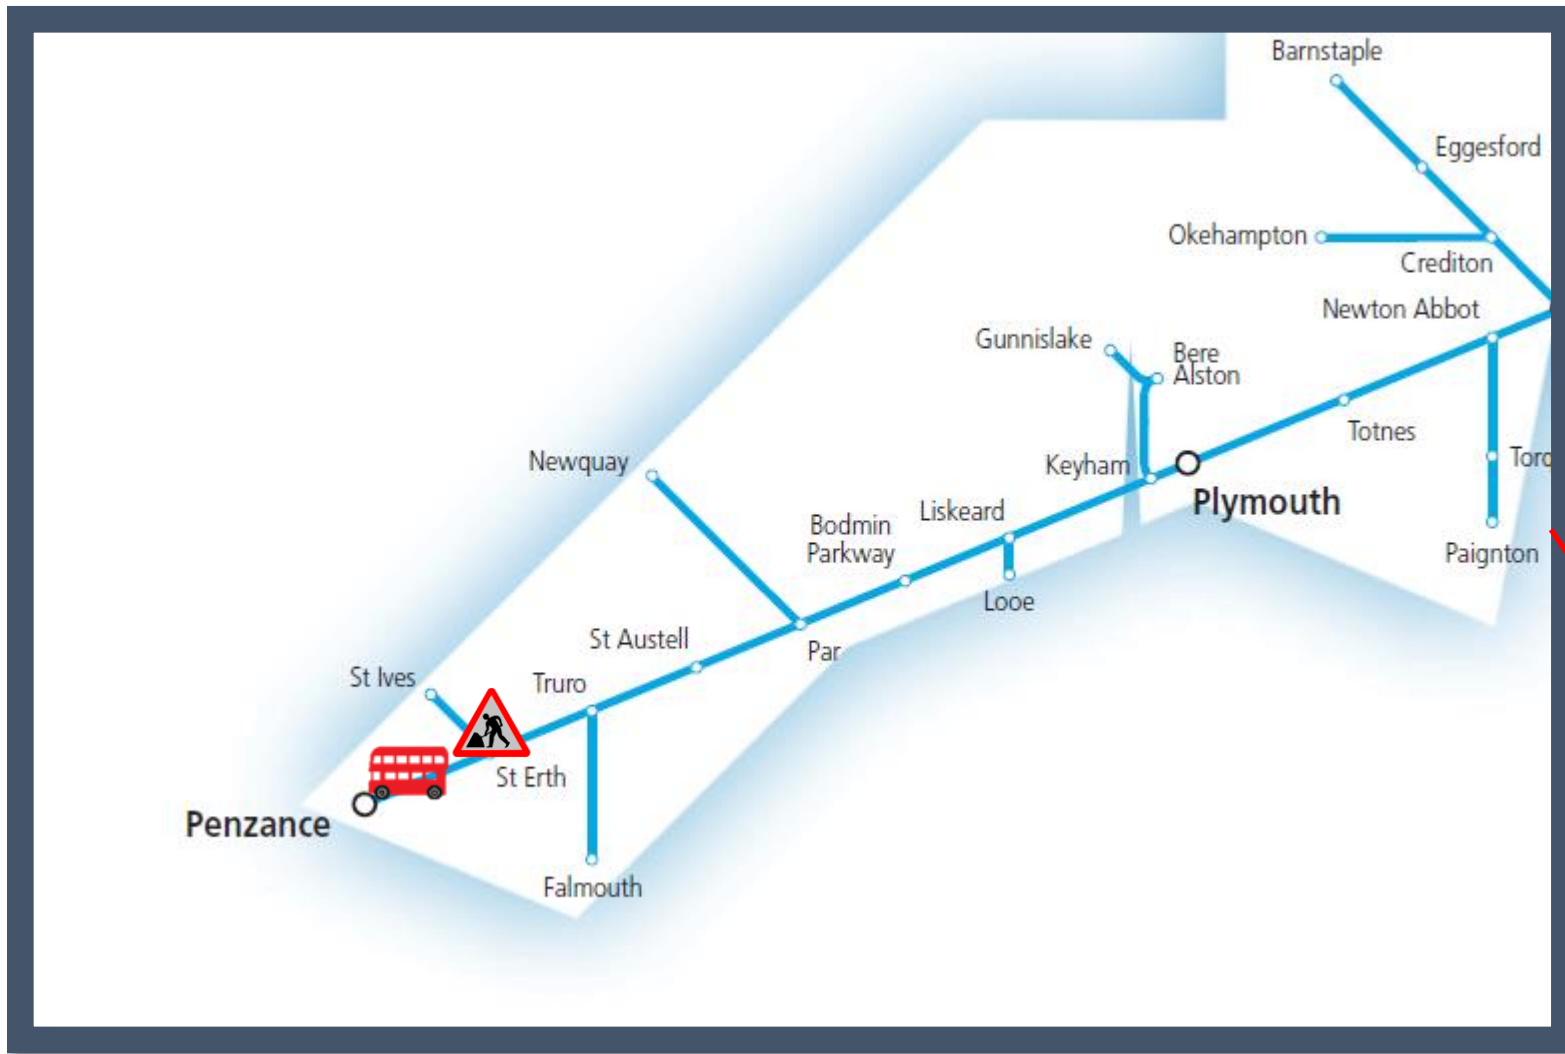 Barnstaple
Eggesford
Okehampton
Crediton
Newton Abbot
Gunnislake
Bere
Alston
Totnes
Newquay
Keyham
Torq
Plymouth
Liskeard
Bodmin
Parkway
Paignton
Looe
St Austell
Par
St Ives
Truro
St Erth
Penzance
Falmouth